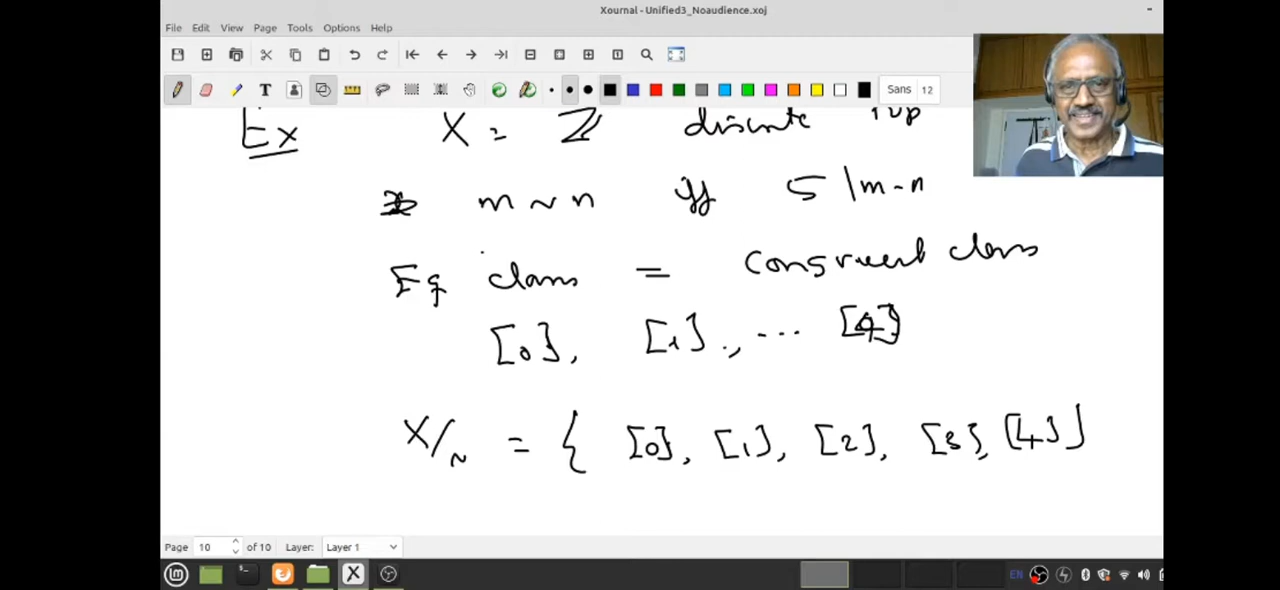 Xournal - Unified3_Noaudience.xoj
File Edit View Page Tools Options Help
T Sans 12
Ex X = ℤ discrete top
m ~ n iff 5 | m - n
Eq class = congruent class
[0], [1], ... [4]
X/~ = { [0], [1], [2], [3], [4] }
Page 10 of 10 Layer: Layer 1
X EN